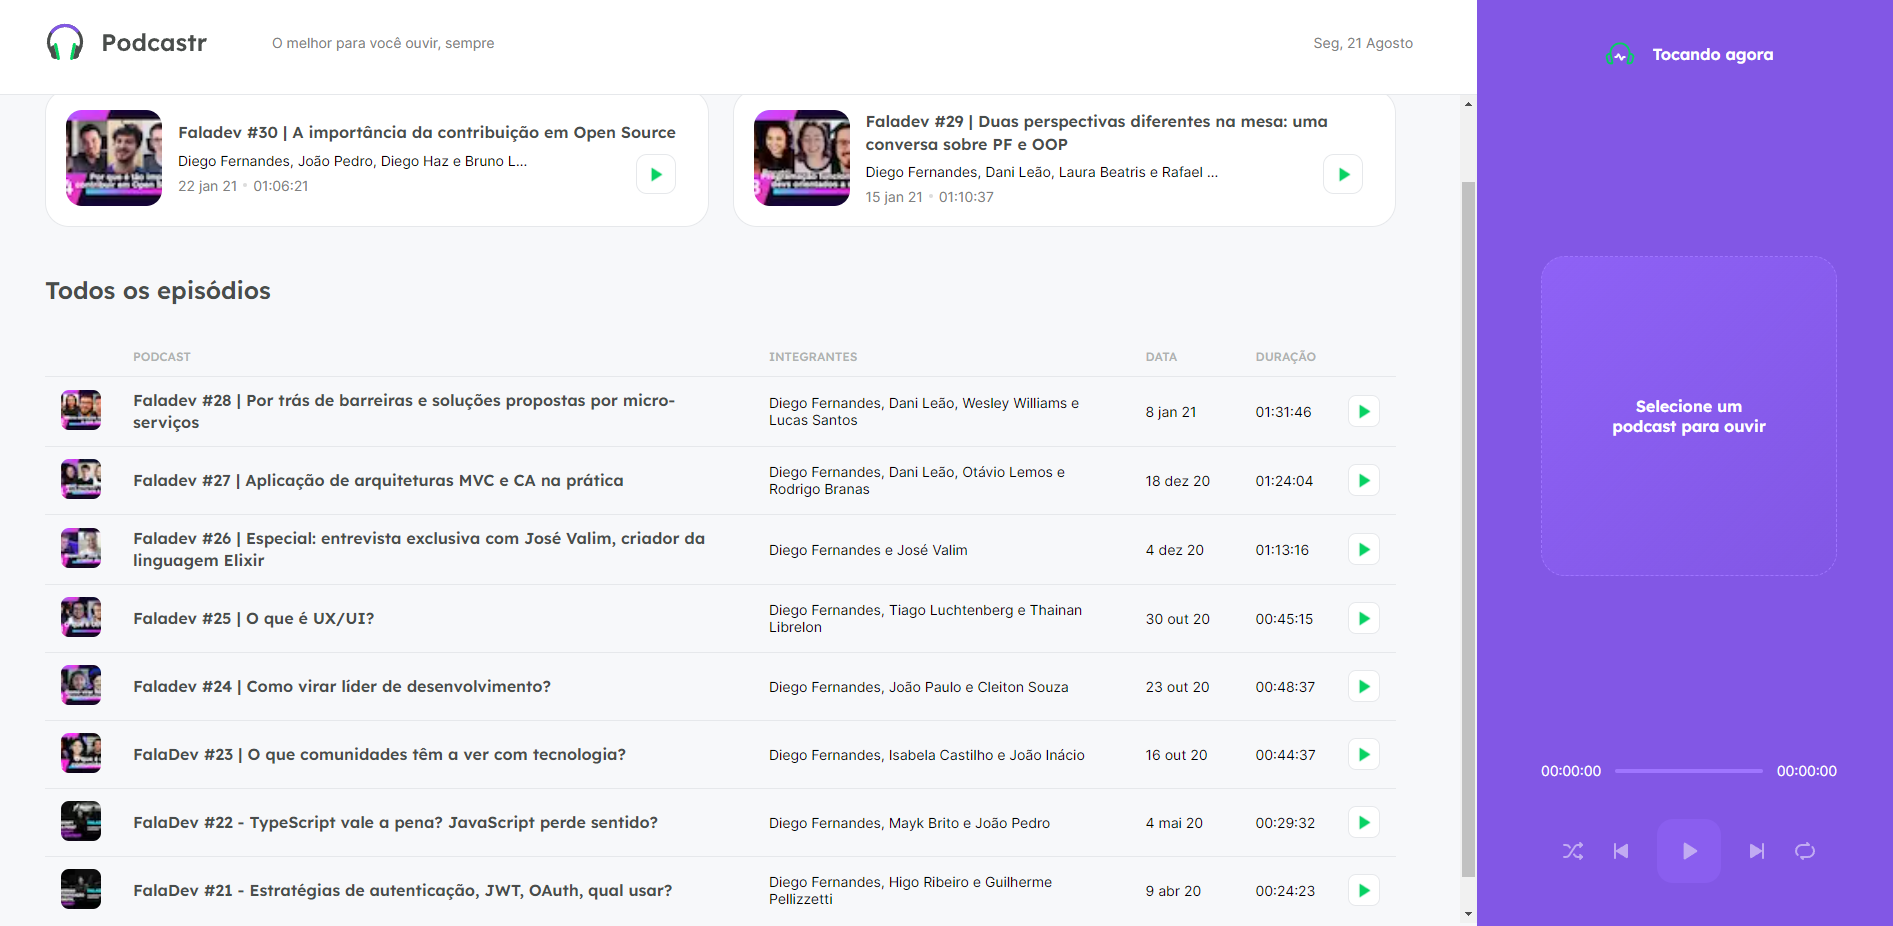 Podcastr
O melhor para você ouvir, sempre
Seg, 21 Agosto
Tocando agora
Faladev #30 | A importância da contribuição em Open Source
Diego Fernandes, João Pedro, Diego Haz e Bruno L...
22 jan 21 • 01:06:21
Faladev #29 | Duas perspectivas diferentes na mesa: uma
conversa sobre PF e OOP
Diego Fernandes, Dani Leão, Laura Beatris e Rafael ...
15 jan 21 • 01:10:37
Todos os episódios
PODCAST INTEGRANTES DATA DURAÇÃO
Faladev #28 | Por trás de barreiras e soluções propostas por micro-
serviços
Diego Fernandes, Dani Leão, Wesley Williams e
Lucas Santos
8 jan 21
01:31:46
Faladev #27 | Aplicação de arquiteturas MVC e CA na prática
Diego Fernandes, Dani Leão, Otávio Lemos e
Rodrigo Branas
18 dez 20
01:24:04
Faladev #26 | Especial: entrevista exclusiva com José Valim, criador da
linguagem Elixir
Diego Fernandes e José Valim
4 dez 20
01:13:16
Faladev #25 | O que é UX/UI?
Diego Fernandes, Tiago Luchtenberg e Thainan
Librelon
30 out 20
00:45:15
Faladev #24 | Como virar líder de desenvolvimento?
Diego Fernandes, João Paulo e Cleiton Souza
23 out 20
00:48:37
FalaDev #23 | O que comunidades têm a ver com tecnologia?
Diego Fernandes, Isabela Castilho e João Inácio
16 out 20
00:44:37
FalaDev #22 - TypeScript vale a pena? JavaScript perde sentido?
Diego Fernandes, Mayk Brito e João Pedro
4 mai 20
00:29:32
FalaDev #21 - Estratégias de autenticação, JWT, OAuth, qual usar?
Diego Fernandes, Higo Ribeiro e Guilherme
Pellizzetti
9 abr 20
00:24:23
Selecione um
podcast para ouvir
00:00:00 00:00:00